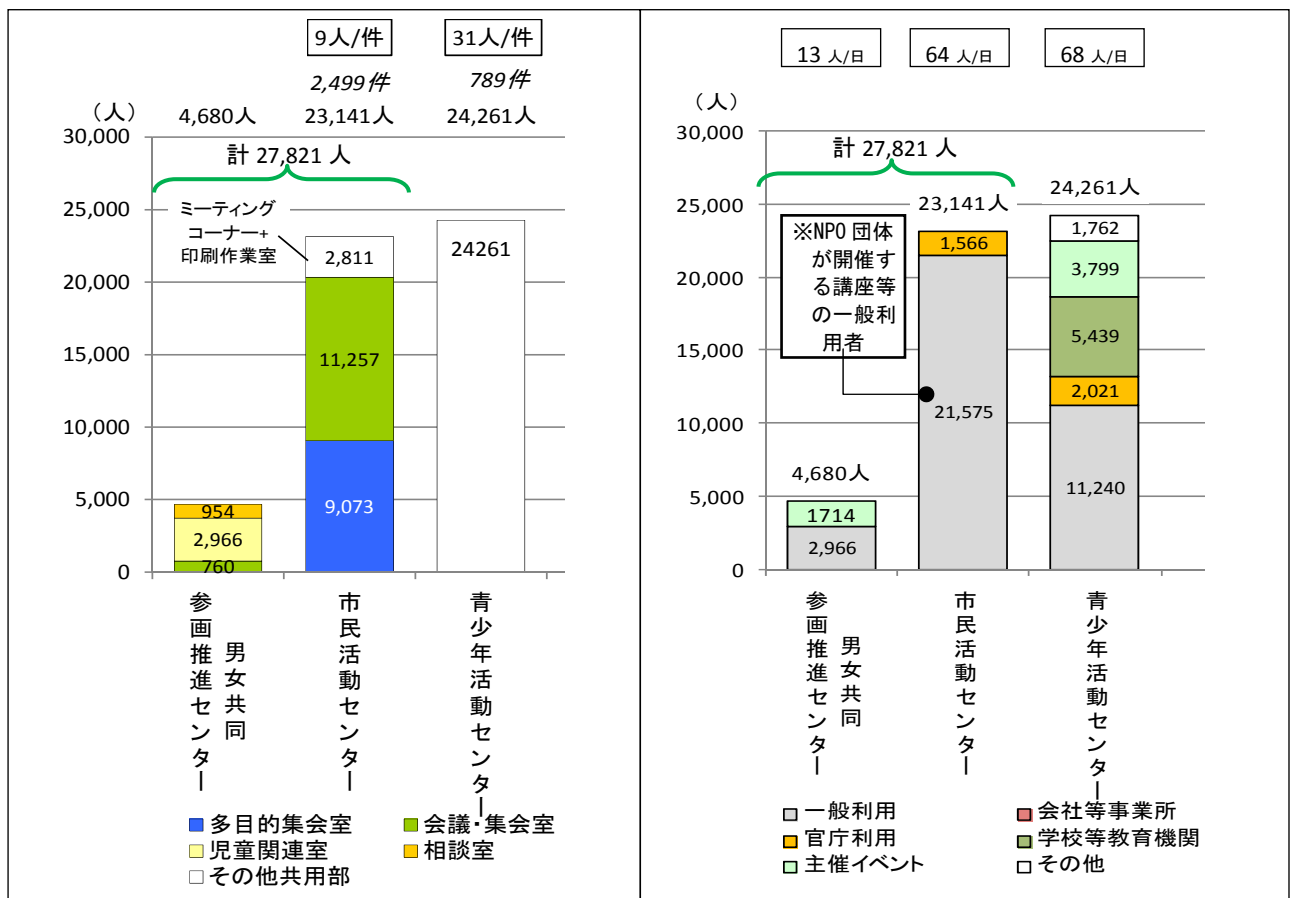 9人/件 31人/件
2,499件 789件
(人) 4,680人 23,141人 24,261人
30,000
計 27,821 人
25,000
ミーティング
コーナー+
印刷作業室
2,811
24261
20,000
15,000
11,257
10,000
9,073
5,000
954
2,966
760
0
男女共同
参画推進センター
市民活動センター
青少年活動センター
多目的集会室 会議・集会室
児童関連室 相談室
その他共用部
13 人/日 64 人/日 68 人/日
(人)
30,000
計 27,821 人
24,261人
23,141人
25,000
※NPO 団体
が開催す
る講座等
の一般利
用者
1,566
1,762
3,799
20,000
5,439
15,000
2,021
21,575
10,000
11,240
4,680人
5,000
1714
2,966
0
男女共同
参画推進センター
市民活動センター
青少年活動センター
一般利用 会社等事業所
官庁利用 学校等教育機関
主催イベント その他